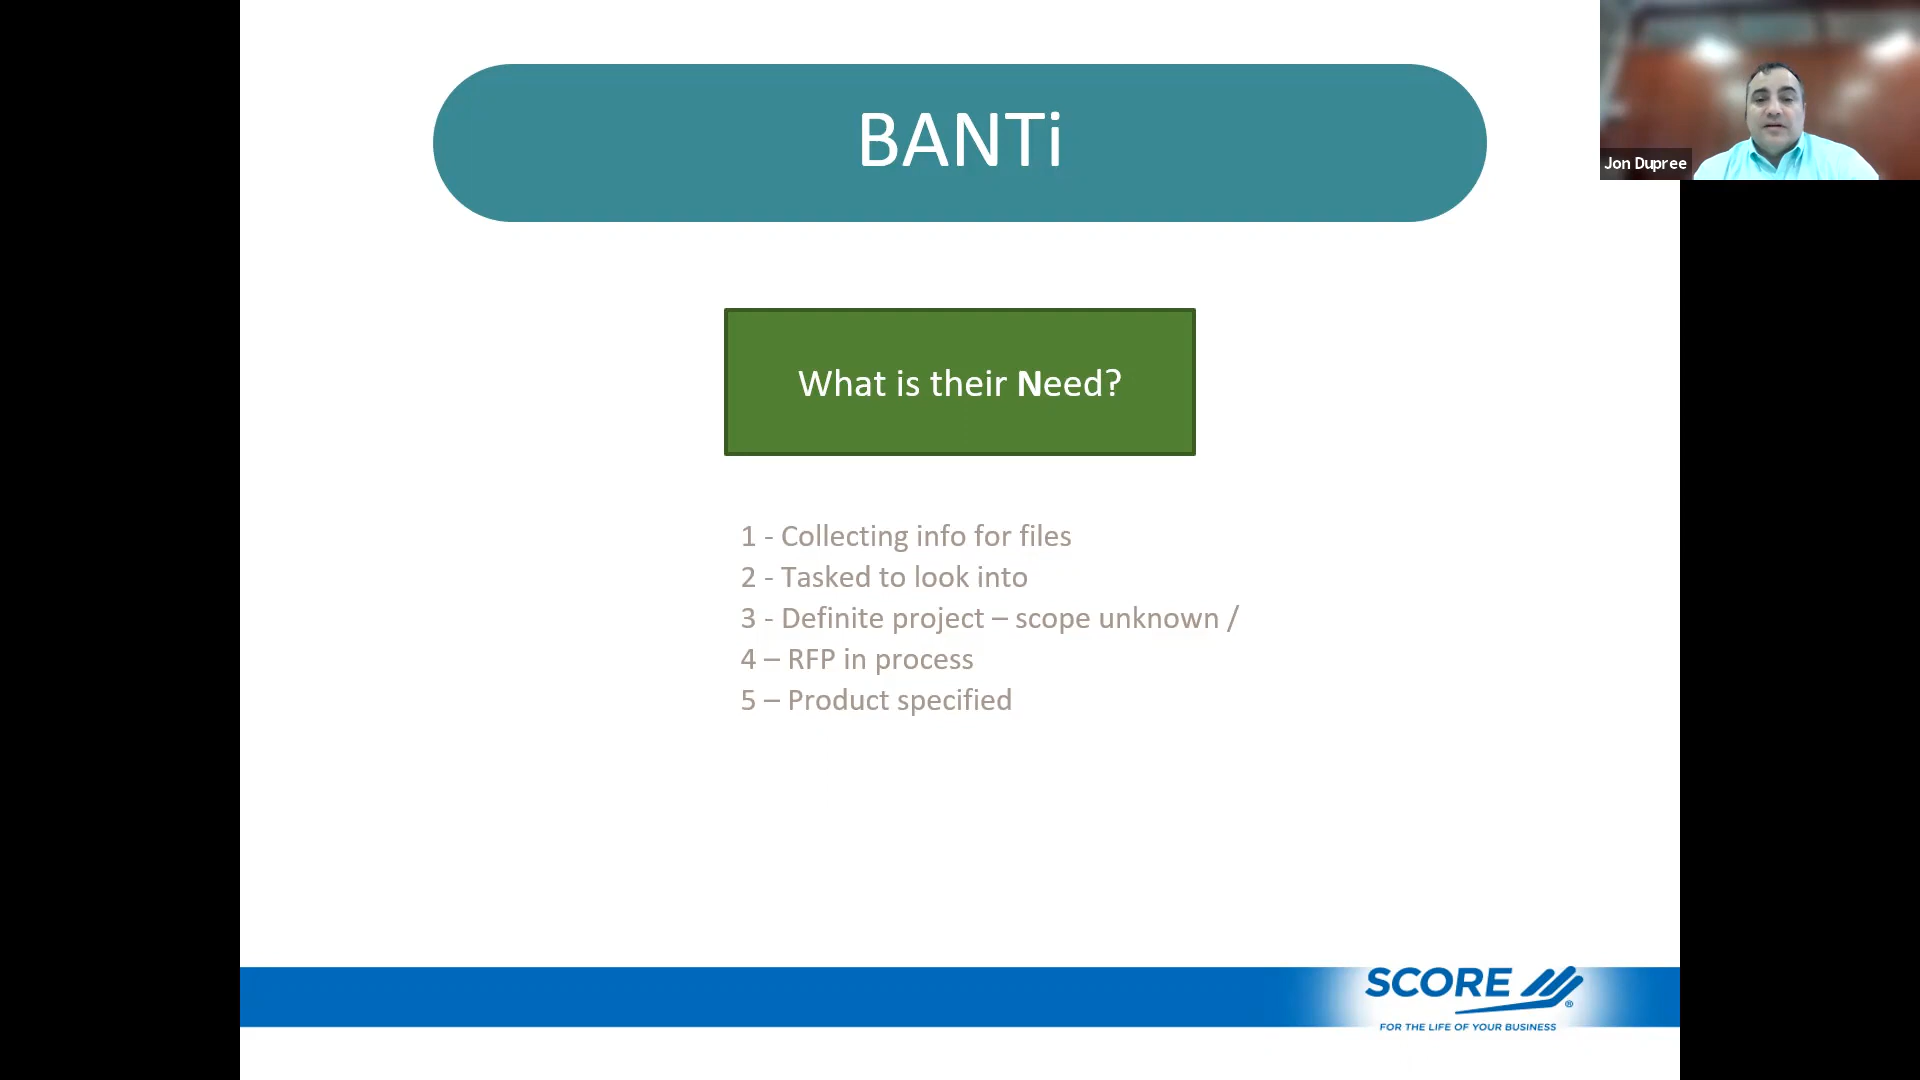 BANTi
Jon Dupree
What is their Need?
1 - Collecting info for files
2 - Tasked to look into
3 - Definite project – scope unknown /
4 – RFP in process
5 – Product specified
SCORE
®
FOR THE LIFE OF YOUR BUSINESS